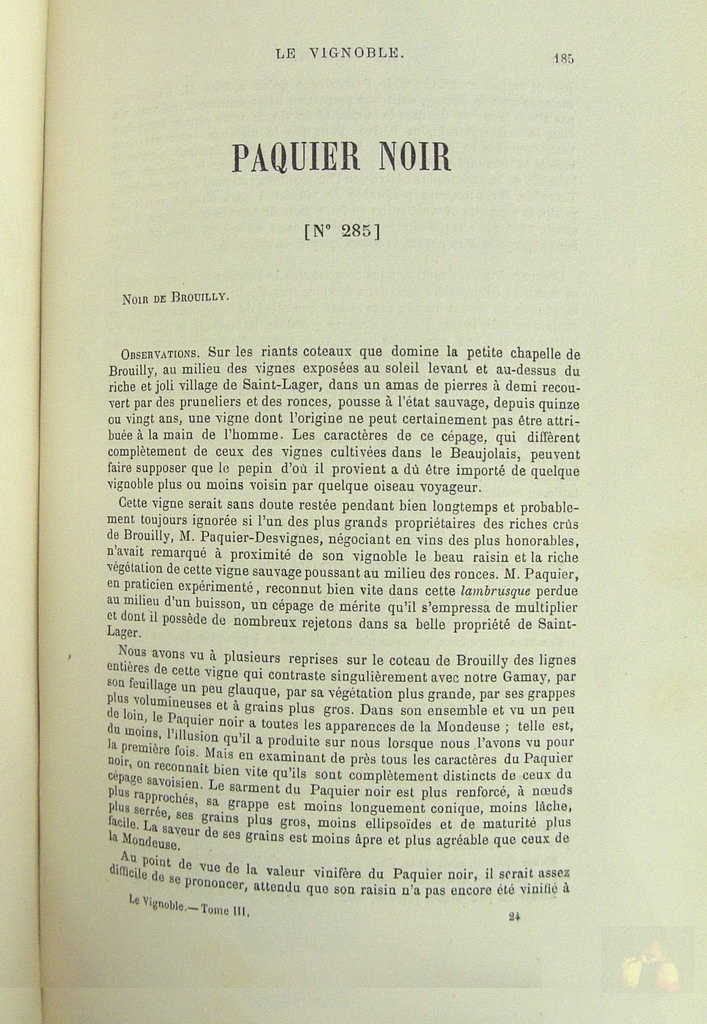 LE VIGNOBLE.
185
PAQUIER NOIR
[N° 285]
NOIR DE BROUILLY.
OBSERVATIONS. Sur les riants coteaux que domine la petite chapelle de
Brouilly, au milieu des vignes exposées au soleil levant et au-dessus du
riche et joli village de Saint-Lager, dans un amas de pierres à demi recou-
vert par des pruneliers et des ronces, pousse à l'état sauvage, depuis quinze
ou vingt ans, une vigne dont l'origine ne peut certainement pas être attri-
buée à la main de l'homme. Les caractères de ce cépage, qui diffèrent
complètement de ceux des vignes cultivées dans le Beaujolais, peuvent
faire supposer que le pepin d'où il provient a dû être importé de quelque
vignoble plus ou moins voisin par quelque oiseau voyageur.
Cette vigne serait sans doute restée pendant bien longtemps et probable-
ment toujours ignorée si l'un des plus grands propriétaires des riches crûs
de Brouilly, M. Paquier-Desvignes, négociant en vins des plus honorables,
n'avait remarqué à proximité de son vignoble le beau raisin et la riche
végétation de cette vigne sauvage poussant au milieu des ronces. M. Paquier,
en praticien expérimenté, reconnut bien vite dans cette lambrusque perdue
au milieu d'un buisson, un cépage de mérite qu'il s'empressa de multiplier
et dont il possède de nombreux rejetons dans sa belle propriété de Saint-
Lager.
Nous avons vu à plusieurs reprises sur le coteau de Brouilly des lignes
entières de cette vigne qui contraste singulièrement avec notre Gamay, par
son feuillage un peu glauque, par sa végétation plus grande, par ses grappes
plus volumineuses et à grains plus gros. Dans son ensemble et vu un peu
de loin, le Paquier noir a toutes les apparences de la Mondeuse ; telle est,
du moins, l'illusion qu'il a produite sur nous lorsque nous l'avons vu pour
la première fois. Mais en examinant de près tous les caractères du Paquier
noir, on reconnaît bien vite qu'ils sont complètement distincts de ceux du
cépage savoisien. Le sarment du Paquier noir est plus renforcé, à nœuds
plus rapprochés, sa grappe est moins longuement conique, moins lâche,
plus serrée, ses grains plus gros, moins ellipsoïdes et de maturité plus
facile. La saveur de ses grains est moins âpre et plus agréable que ceux de
la Mondeuse.
Au point de vue de la valeur vinifère du Paquier noir, il serait assez
difficile de se prononcer, attendu que son raisin n'a pas encore été vinifié à
Le Vignoble.—Tome III.
24